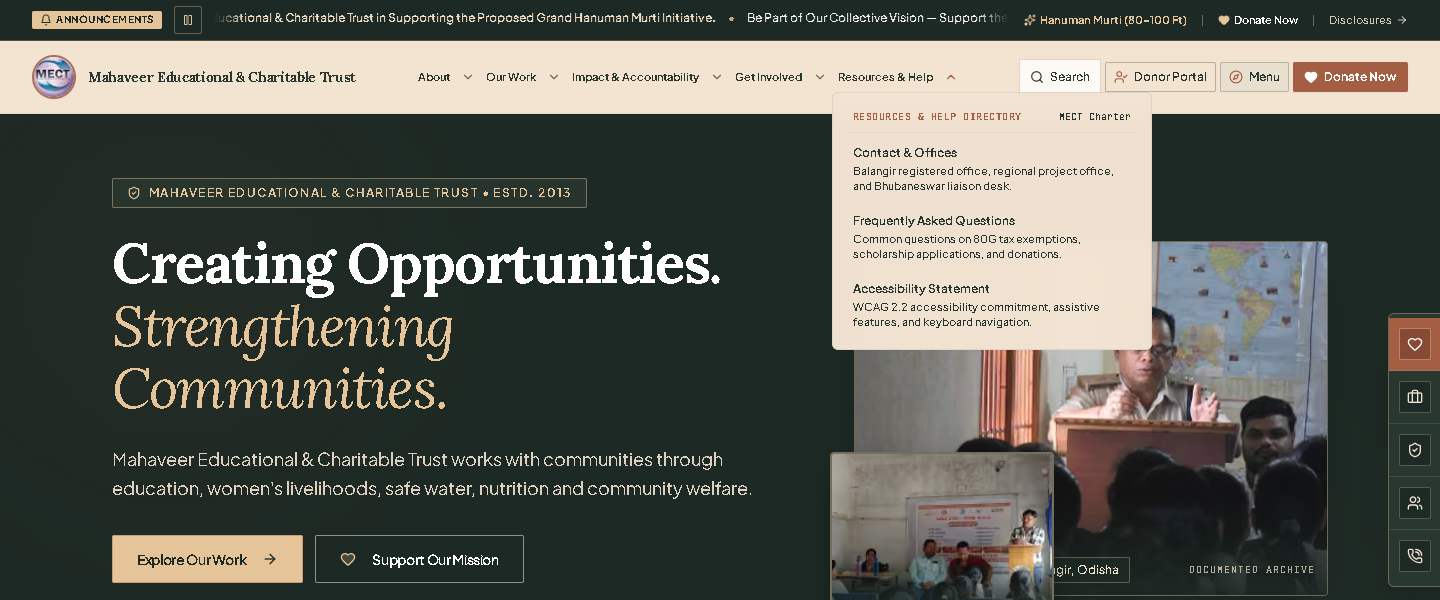 ANNOUNCEMENTS
ucational & Charitable Trust in Supporting the Proposed Grand Hanuman Murti Initiative. • Be Part of Our Collective Vision — Support the
Hanuman Murti (80–100 Ft)
Donate Now
Disclosures →
MECT
Mahaveer Educational & Charitable Trust
About
Our Work
Impact & Accountability
Get Involved
Resources & Help
Search
Donor Portal
Menu
Donate Now
RESOURCES & HELP DIRECTORY
MECT Charter
Contact & Offices
Balangir registered office, regional project office,
and Bhubaneswar liaison desk.
Frequently Asked Questions
Common questions on 80G tax exemptions,
scholarship applications, and donations.
Accessibility Statement
WCAG 2.2 accessibility commitment, assistive
features, and keyboard navigation.
MAHAVEER EDUCATIONAL & CHARITABLE TRUST • ESTD. 2013
Creating Opportunities.
Strengthening
Communities.
Mahaveer Educational & Charitable Trust works with communities through
education, women's livelihoods, safe water, nutrition and community welfare.
Explore Our Work →
Support Our Mission
gir, Odisha
DOCUMENTED ARCHIVE